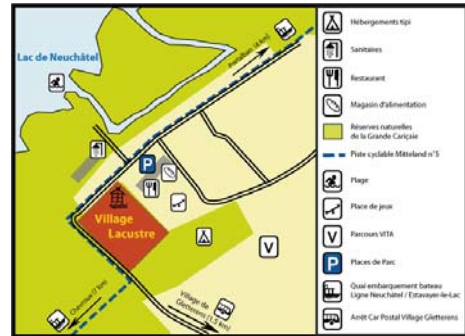 Lac de Neuchâtel
Portalban (4 km)
P
Village
Lacustre
V
Chevroux (7 km)
Village de
Gletterens (1,5 km)
Hébergements tipi
Sanitaires
Restaurant
Magasin d'alimentation
Réserves naturelles
de la Grande Cariçaie
Piste cyclable Mitteland n°5
Plage
Place de jeux
V
Parcours VITA
P
Places de Parc
Quai embarquement bateau
Ligne Neuchâtel / Estavayer-le-Lac
Arrêt Car Postal Village Gletterens